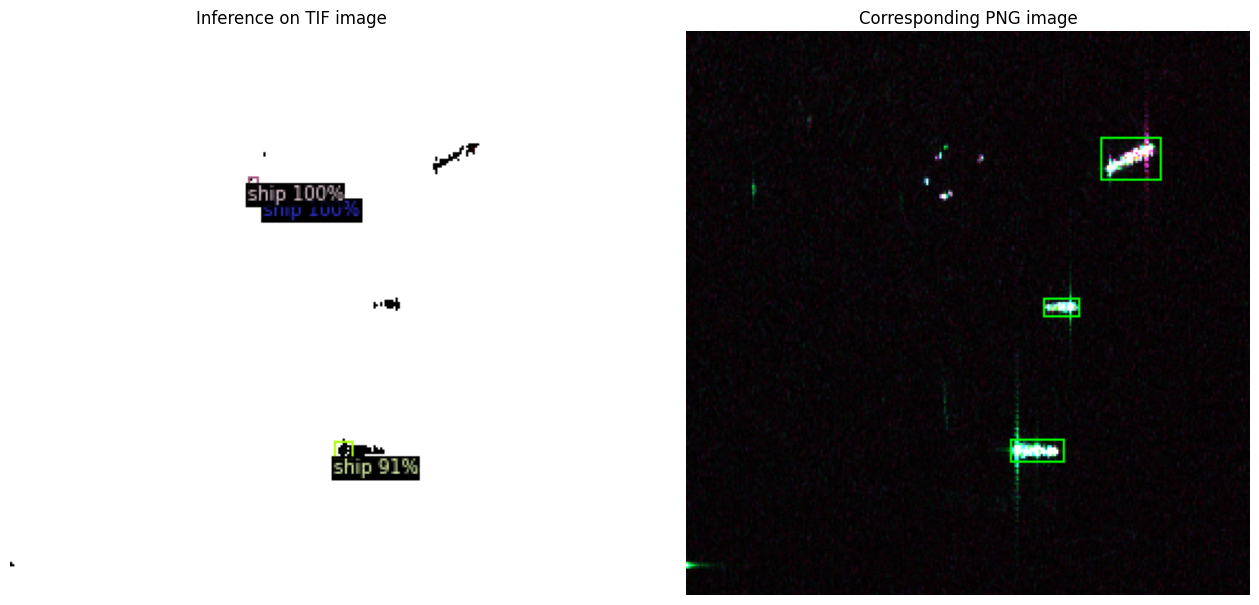 Inference on TIF image
Corresponding PNG image
ship 100%
ship 100%
ship 91%